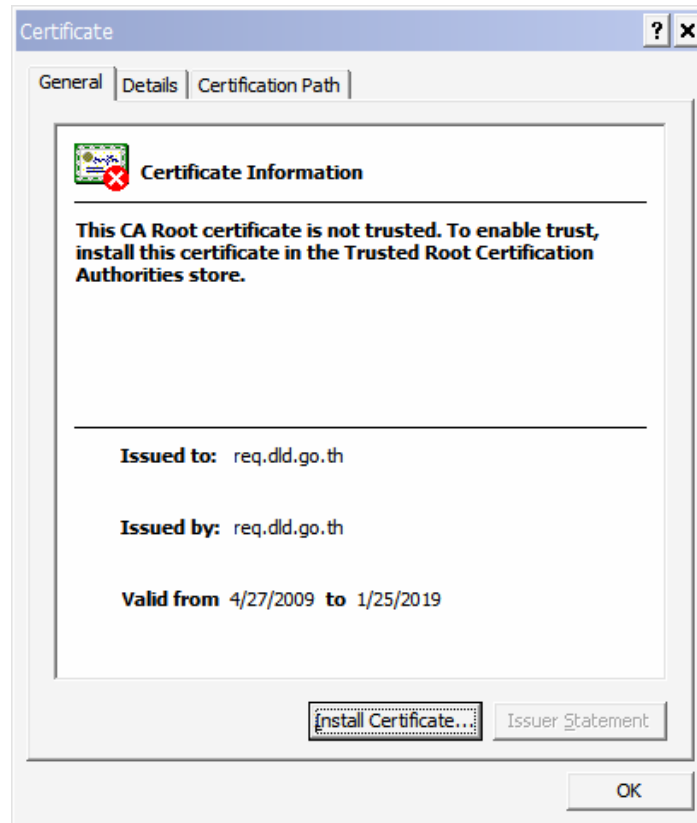 Certificate
General Details Certification Path
Certificate Information
This CA Root certificate is not trusted. To enable trust,
install this certificate in the Trusted Root Certification
Authorities store.
Issued to: req.dld.go.th
Issued by: req.dld.go.th
Valid from 4/27/2009 to 1/25/2019
Install Certificate... Issuer Statement
OK